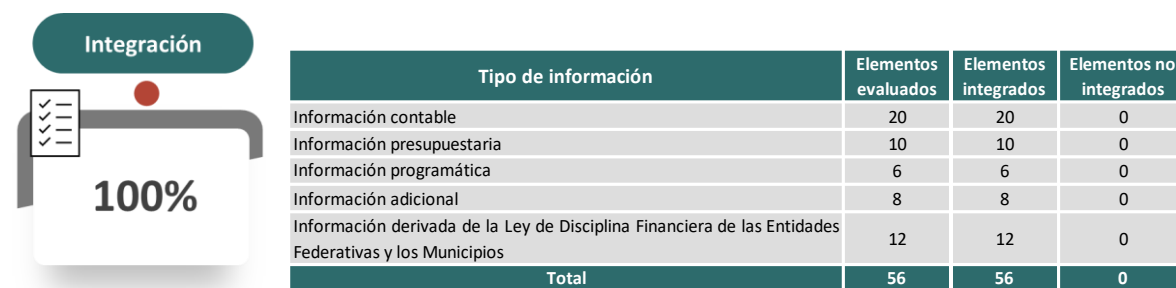 Integración
100%
Tipo de información
Elementos evaluados
Elementos integrados
Elementos no integrados
Información contable 20 20 0
Información presupuestaria 10 10 0
Información programática 6 6 0
Información adicional 8 8 0
Información derivada de la Ley de Disciplina Financiera de las Entidades
Federativas y los Municipios 12 12 0
Total 56 56 0